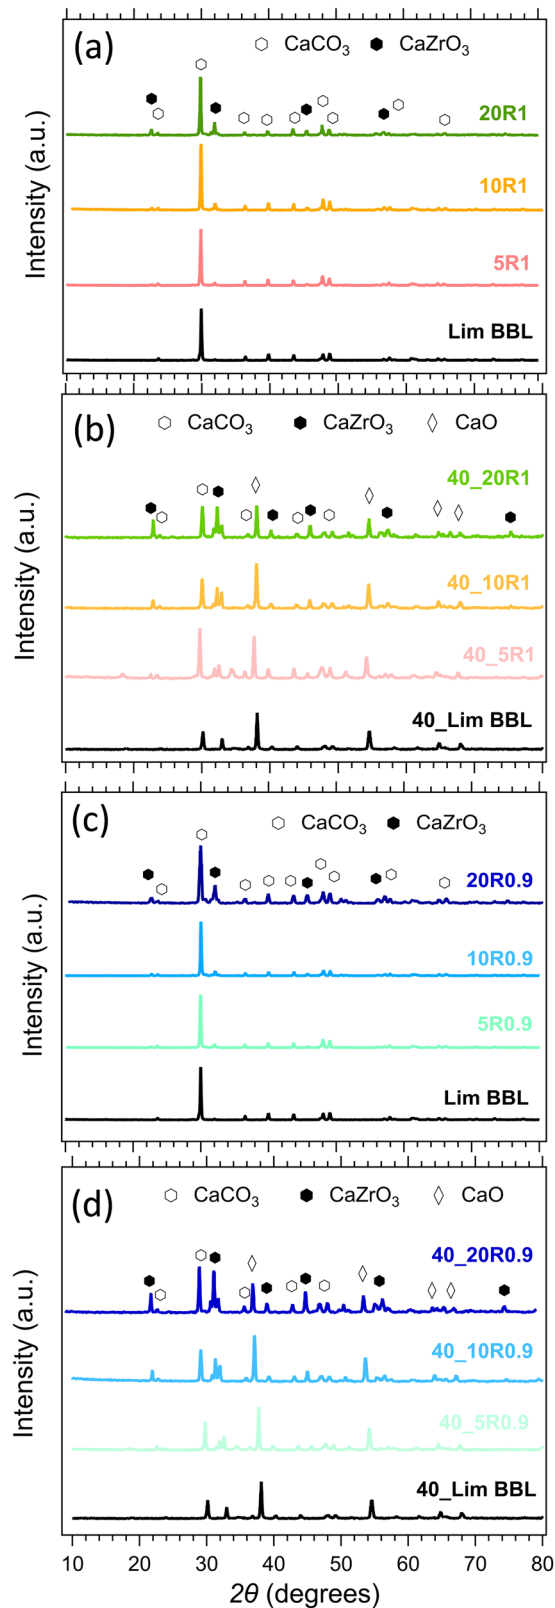 (a)
CaCO3 CaZrO3
20R1
10R1
5R1
Lim BBL
Intensity (a.u.)
(b)
CaCO3 CaZrO3 CaO
40_20R1
40_10R1
40_5R1
40_Lim BBL
Intensity (a.u.)
(c)
CaCO3 CaZrO3
20R0.9
10R0.9
5R0.9
Lim BBL
Intensity (a.u.)
(d)
CaCO3 CaZrO3 CaO
40_20R0.9
40_10R0.9
40_5R0.9
40_Lim BBL
Intensity (a.u.)
10 20 30 40 50 60 70 80
2θ (degrees)